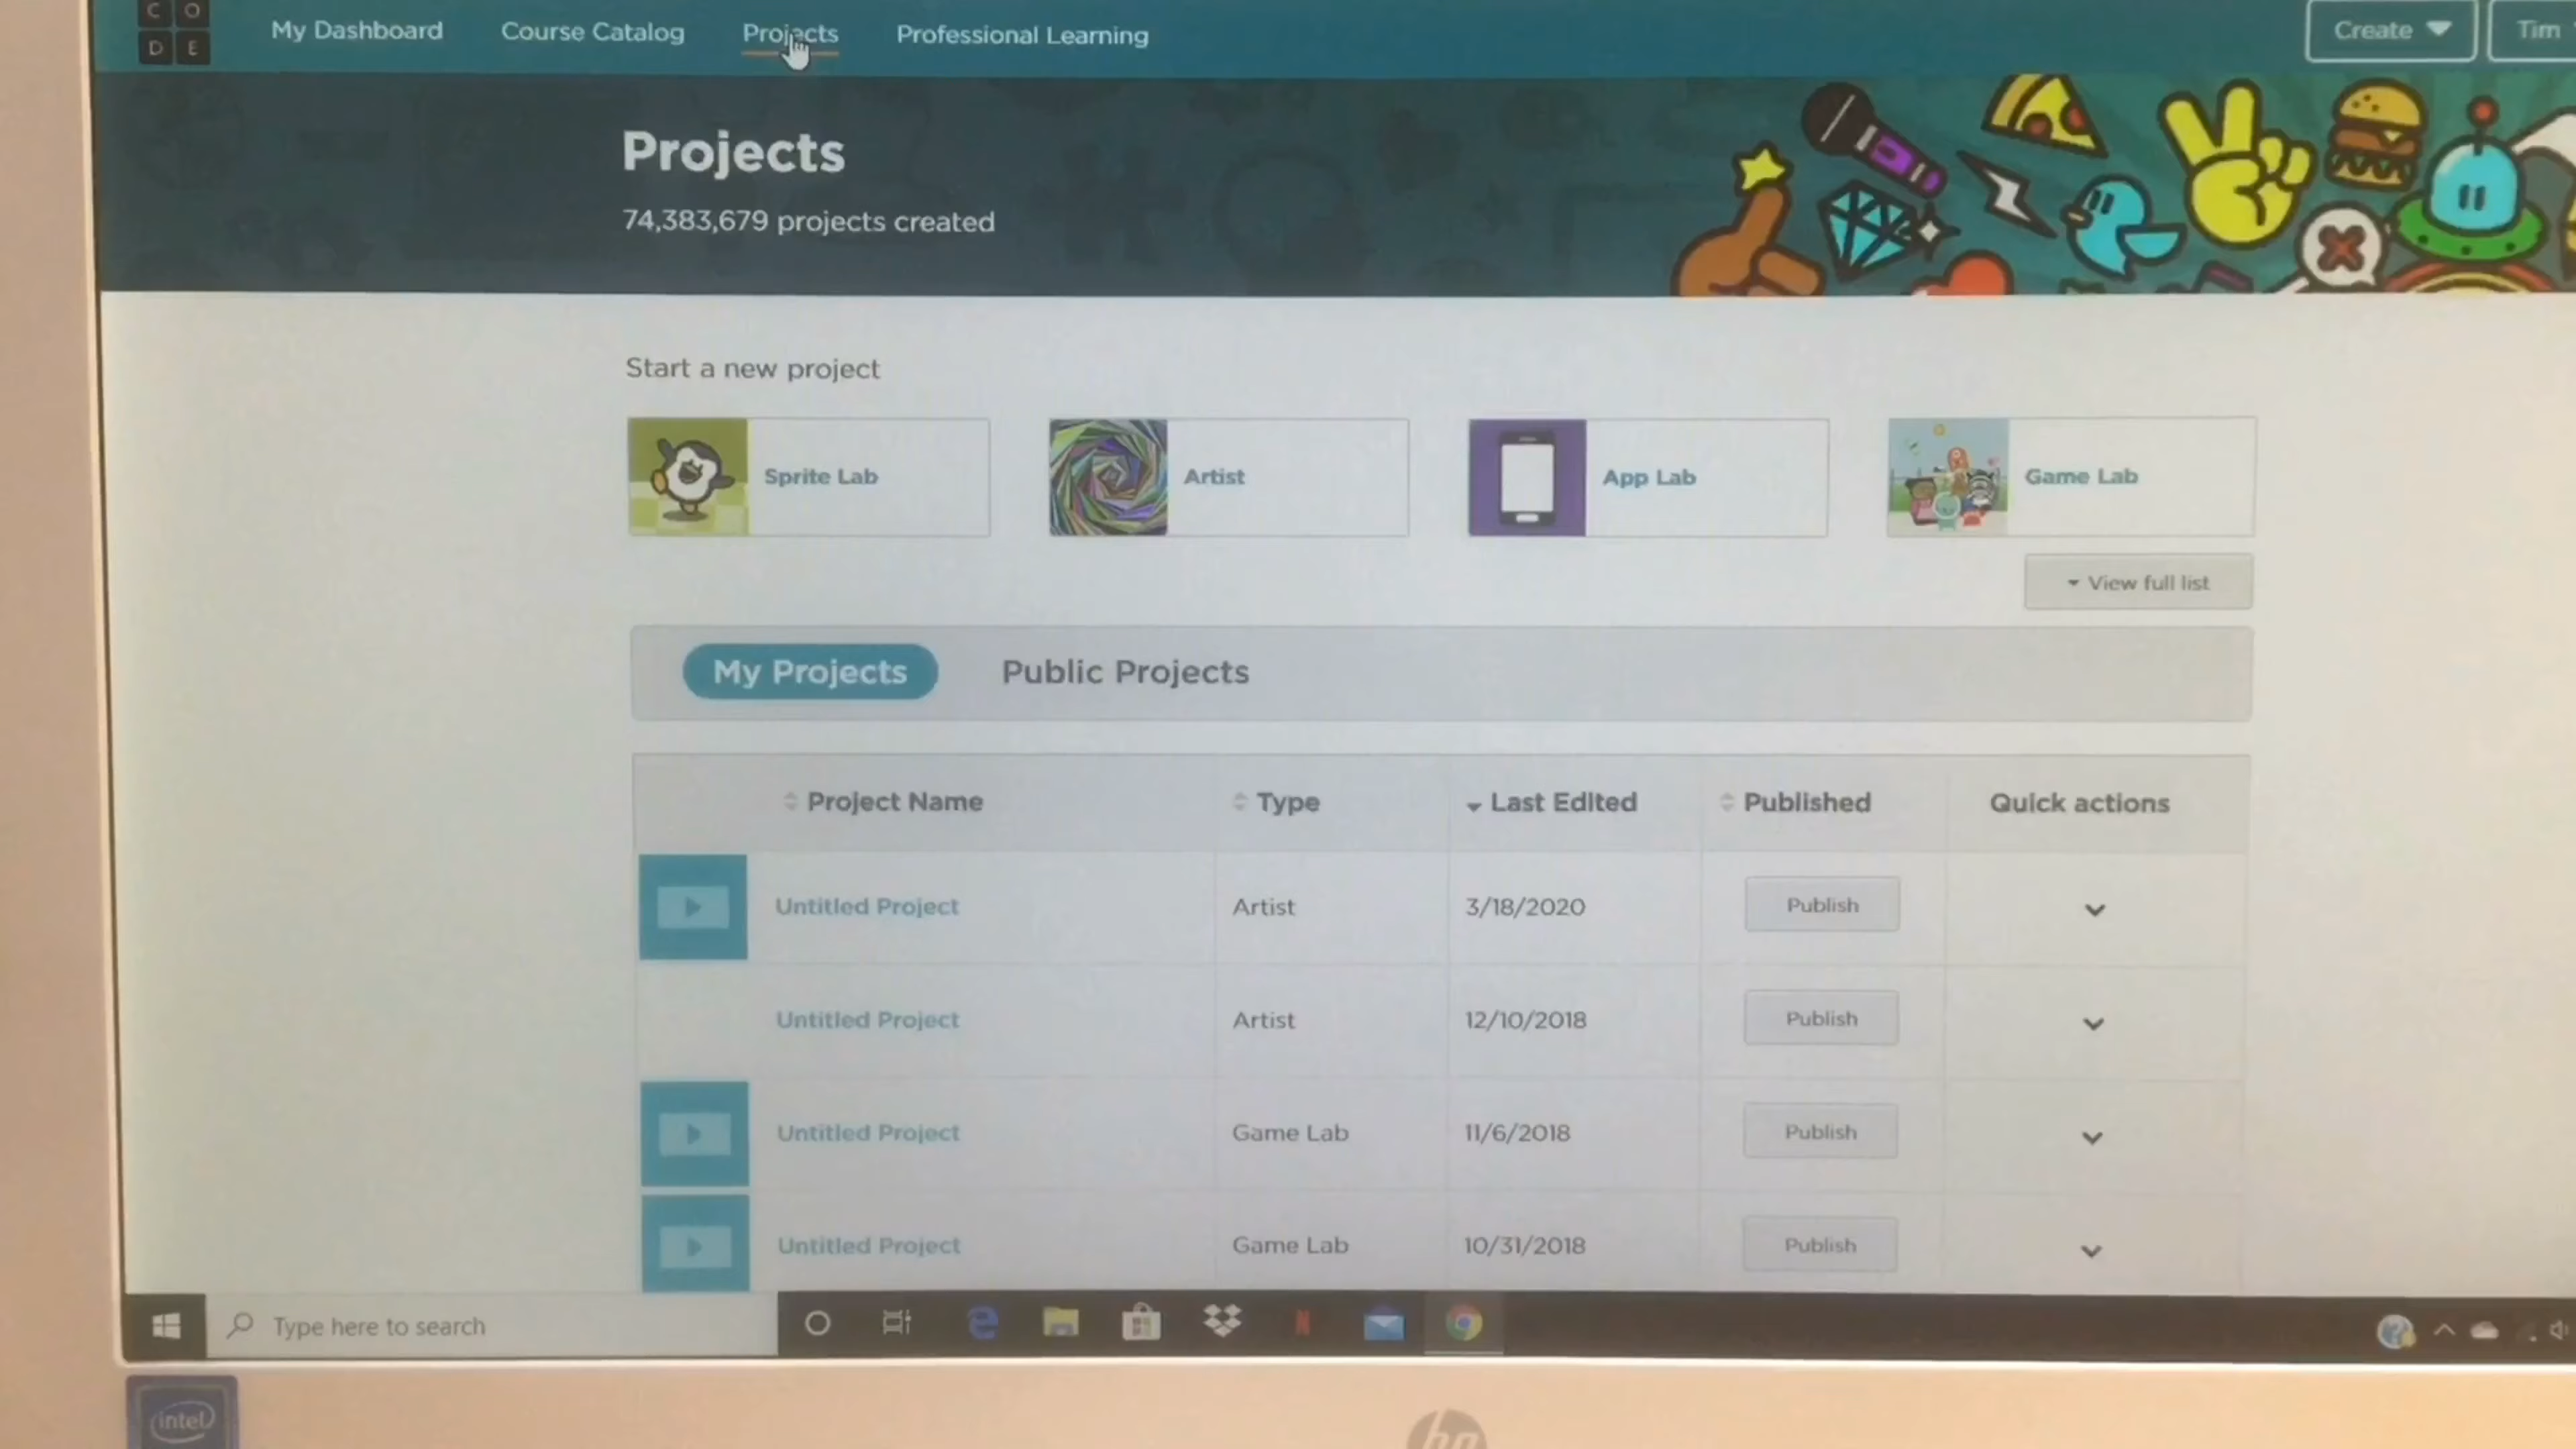 C O
D E
My Dashboard
Course Catalog
Projects
Professional Learning
Create
Tim
Projects
74,383,679 projects created
Start a new project
Sprite Lab
Artist
App Lab
Game Lab
View full list
My Projects
Public Projects
Project Name
Type
Last Edited
Published
Quick actions
Untitled Project
Artist
3/18/2020
Publish
Untitled Project
Artist
12/10/2018
Publish
Untitled Project
Game Lab
11/6/2018
Publish
Untitled Project
Game Lab
10/31/2018
Publish
Type here to search
intel
hp